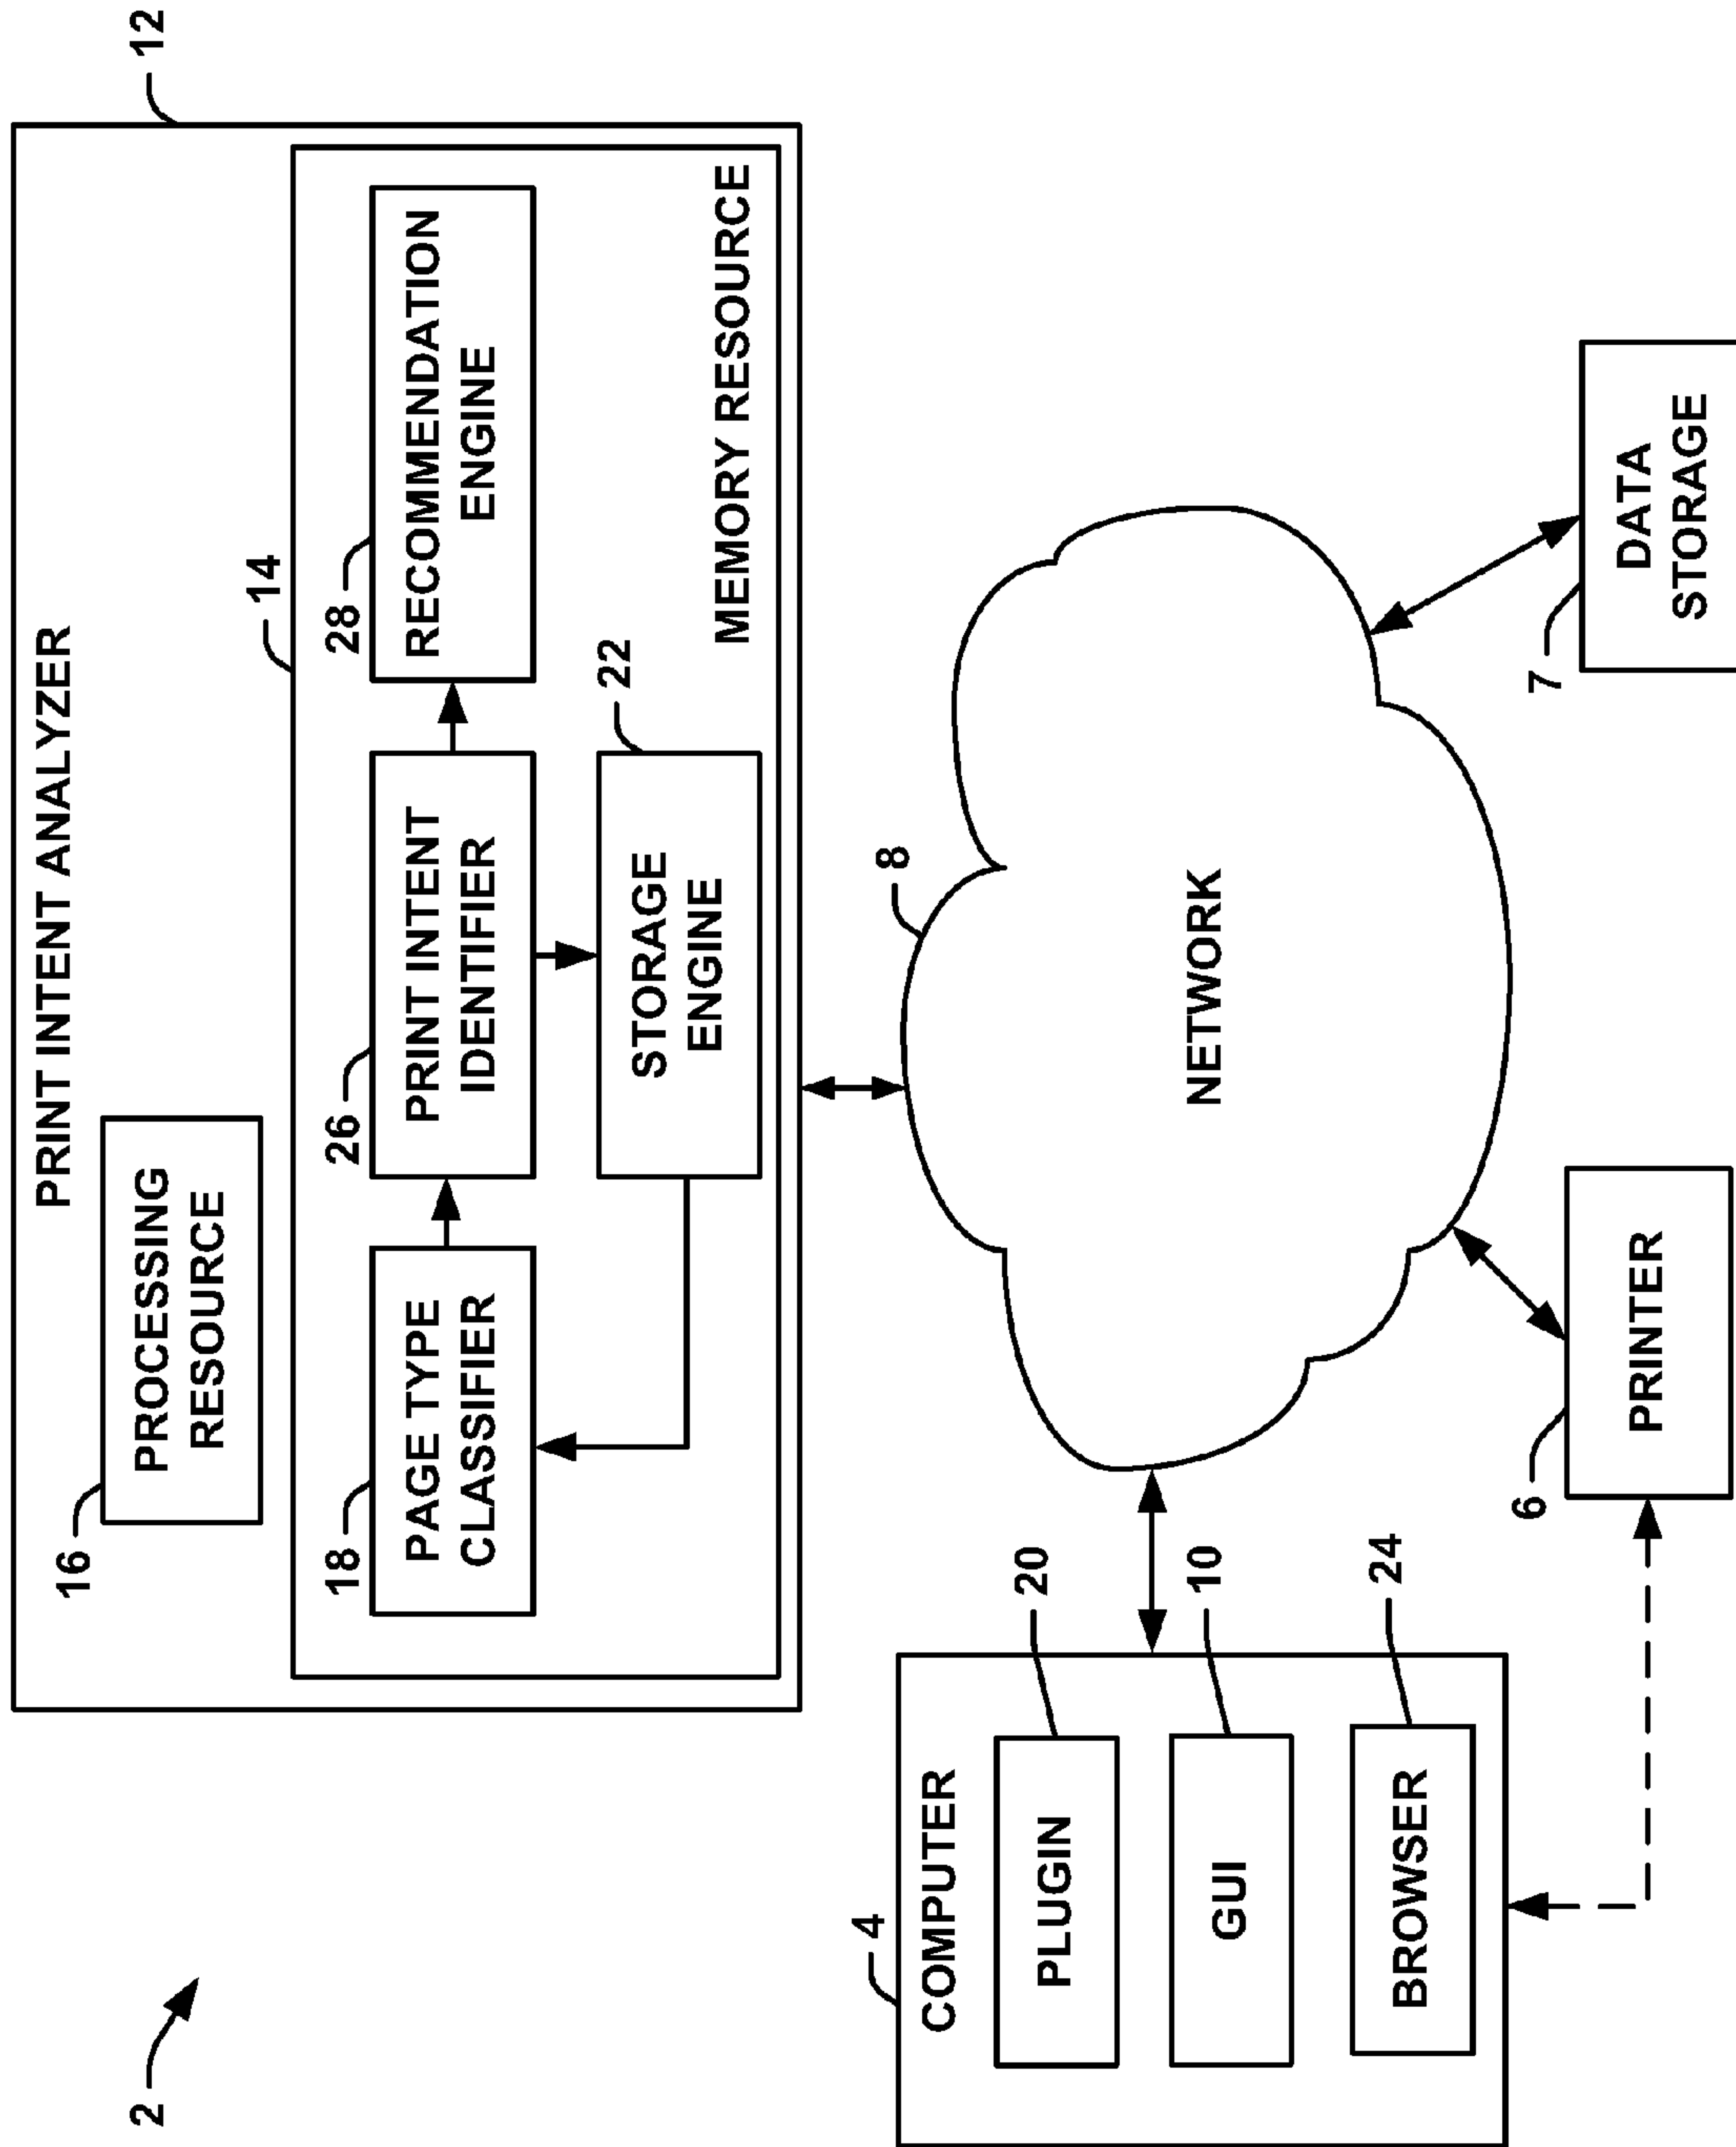 2
PRINT INTENT ANALYZER
12
16
PROCESSING
RESOURCE
14
18
PAGE TYPE
CLASSIFIER
26
PRINT INTENT
IDENTIFIER
28
RECOMMENDATION
ENGINE
22
STORAGE
ENGINE
MEMORY RESOURCE
8
NETWORK
4
COMPUTER
20
PLUGIN
10
GUI
24
BROWSER
6
PRINTER
7
DATA
STORAGE